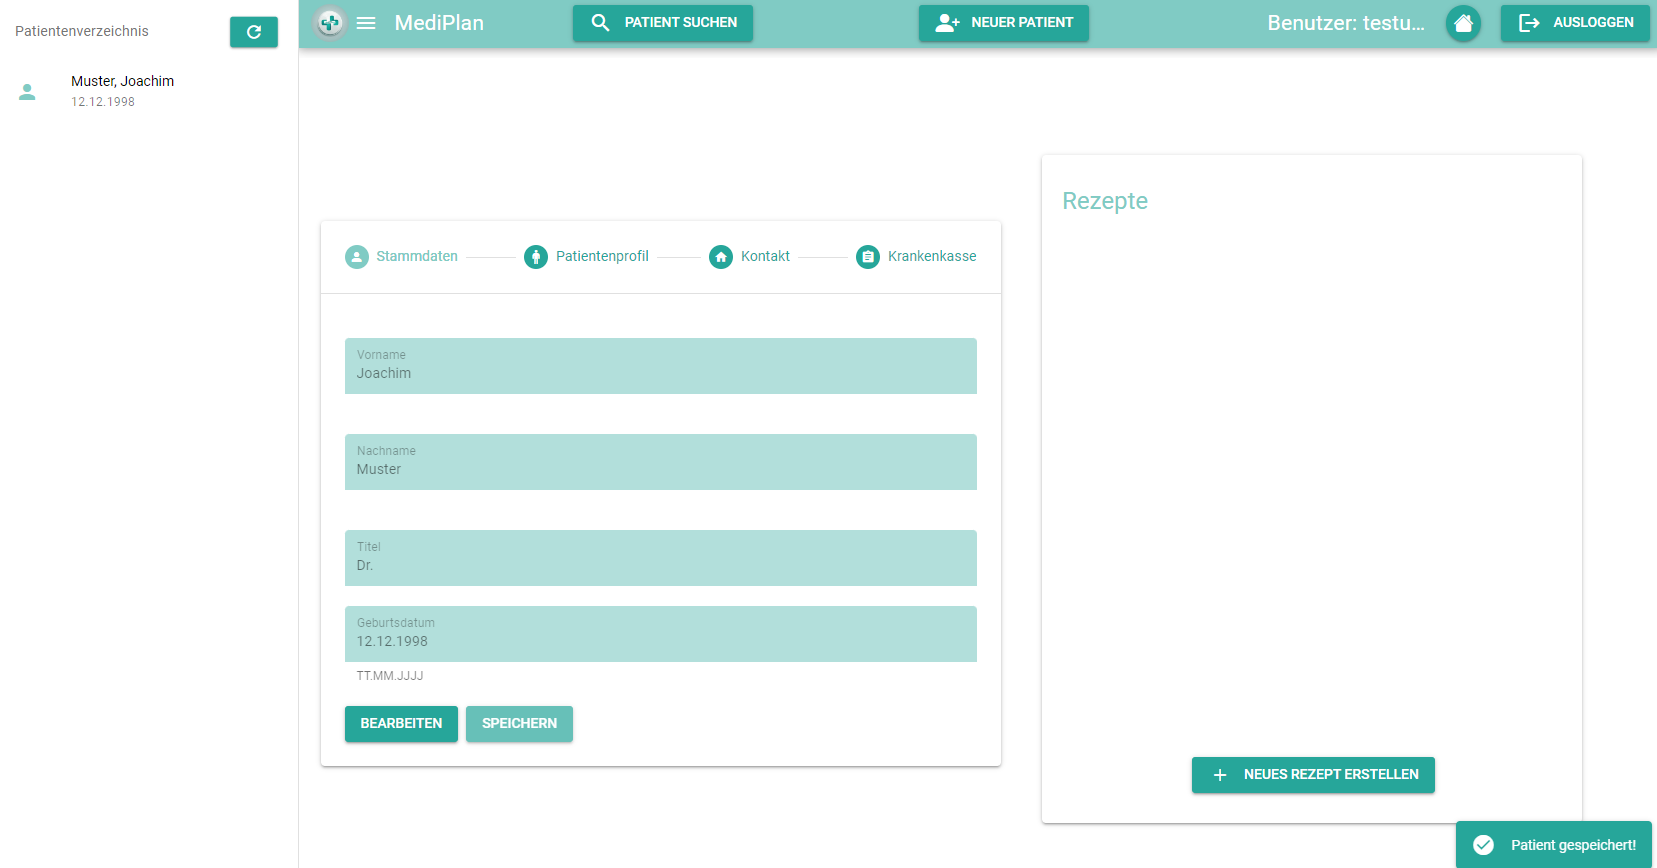 Patientenverzeichnis
Muster, Joachim
12.12.1998
MediPlan
PATIENT SUCHEN
NEUER PATIENT
Benutzer: testu...
AUSLOGGEN
Stammdaten
Patientenprofil
Kontakt
Krankenkasse
Vorname
Joachim
Nachname
Muster
Titel
Dr.
Geburtsdatum
12.12.1998
TT.MM.JJJJ
BEARBEITEN
SPEICHERN
Rezepte
NEUES REZEPT ERSTELLEN
Patient gespeichert!